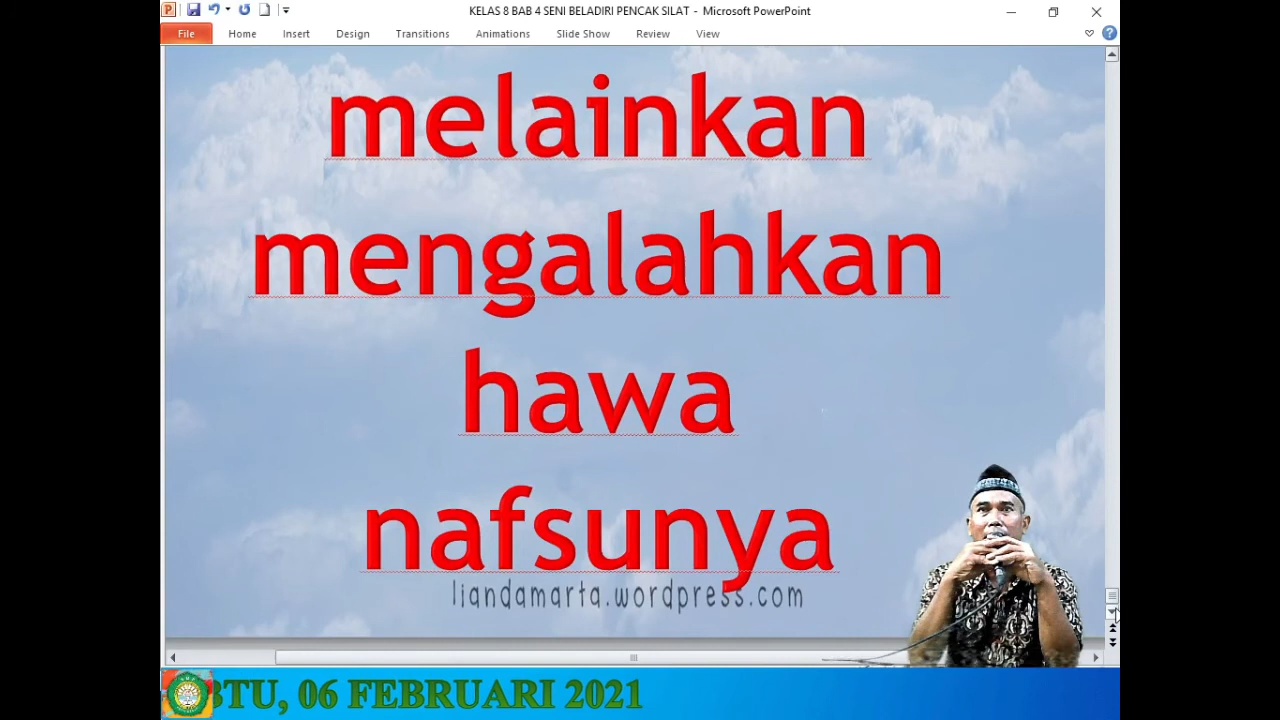 KELAS 8 BAB 4 SENI BELADIRI PENCAK SILAT - Microsoft PowerPoint
File Home Insert Design Transitions Animations Slide Show Review View
melainkan
mengalahkan
hawa
nafsunya
liandamarta.wordpress.com
BTU, 06 FEBRUARI 2021